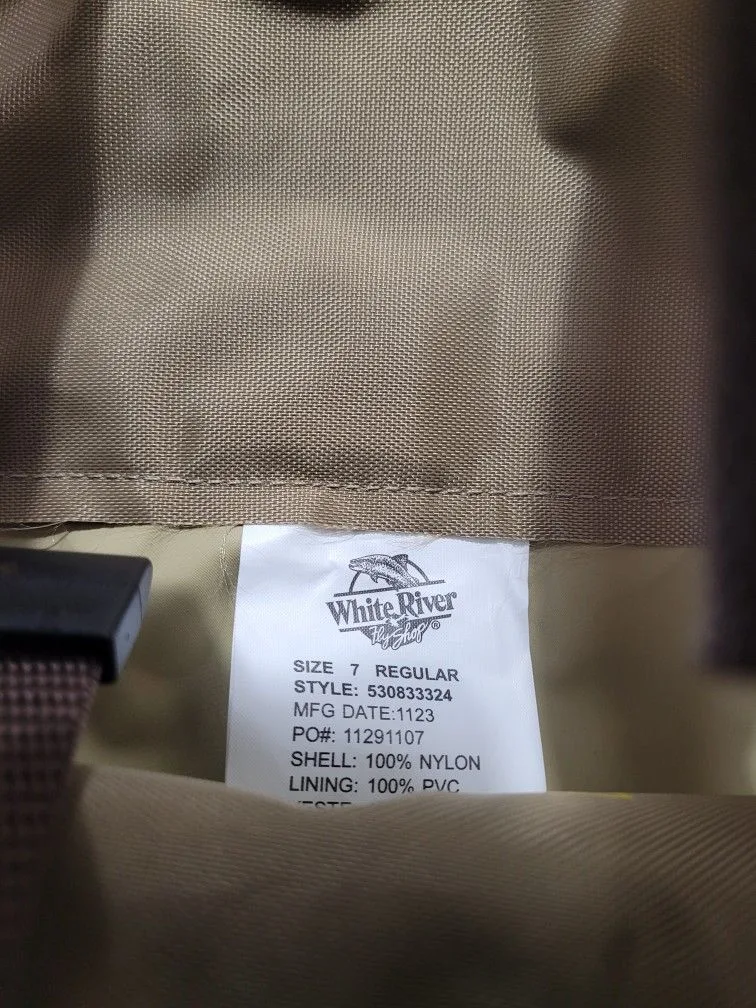 White River
Fly Shop ®
SIZE 7 REGULAR
STYLE: 530833324
MFG DATE:1123
PO#: 11291107
SHELL: 100% NYLON
LINING: 100% PVC